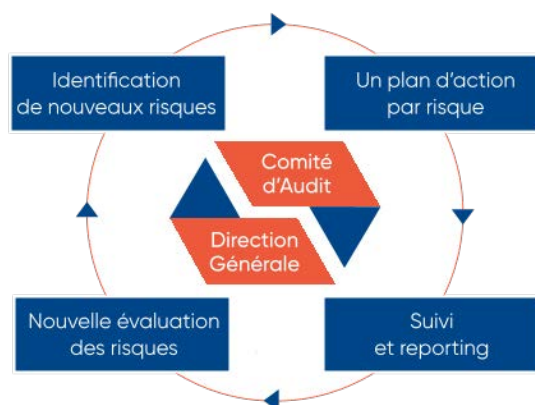 Identification
de nouveaux risques
Un plan d'action
par risque
Comité
d'Audit
Direction
Générale
Nouvelle évaluation
des risques
Suivi
et reporting